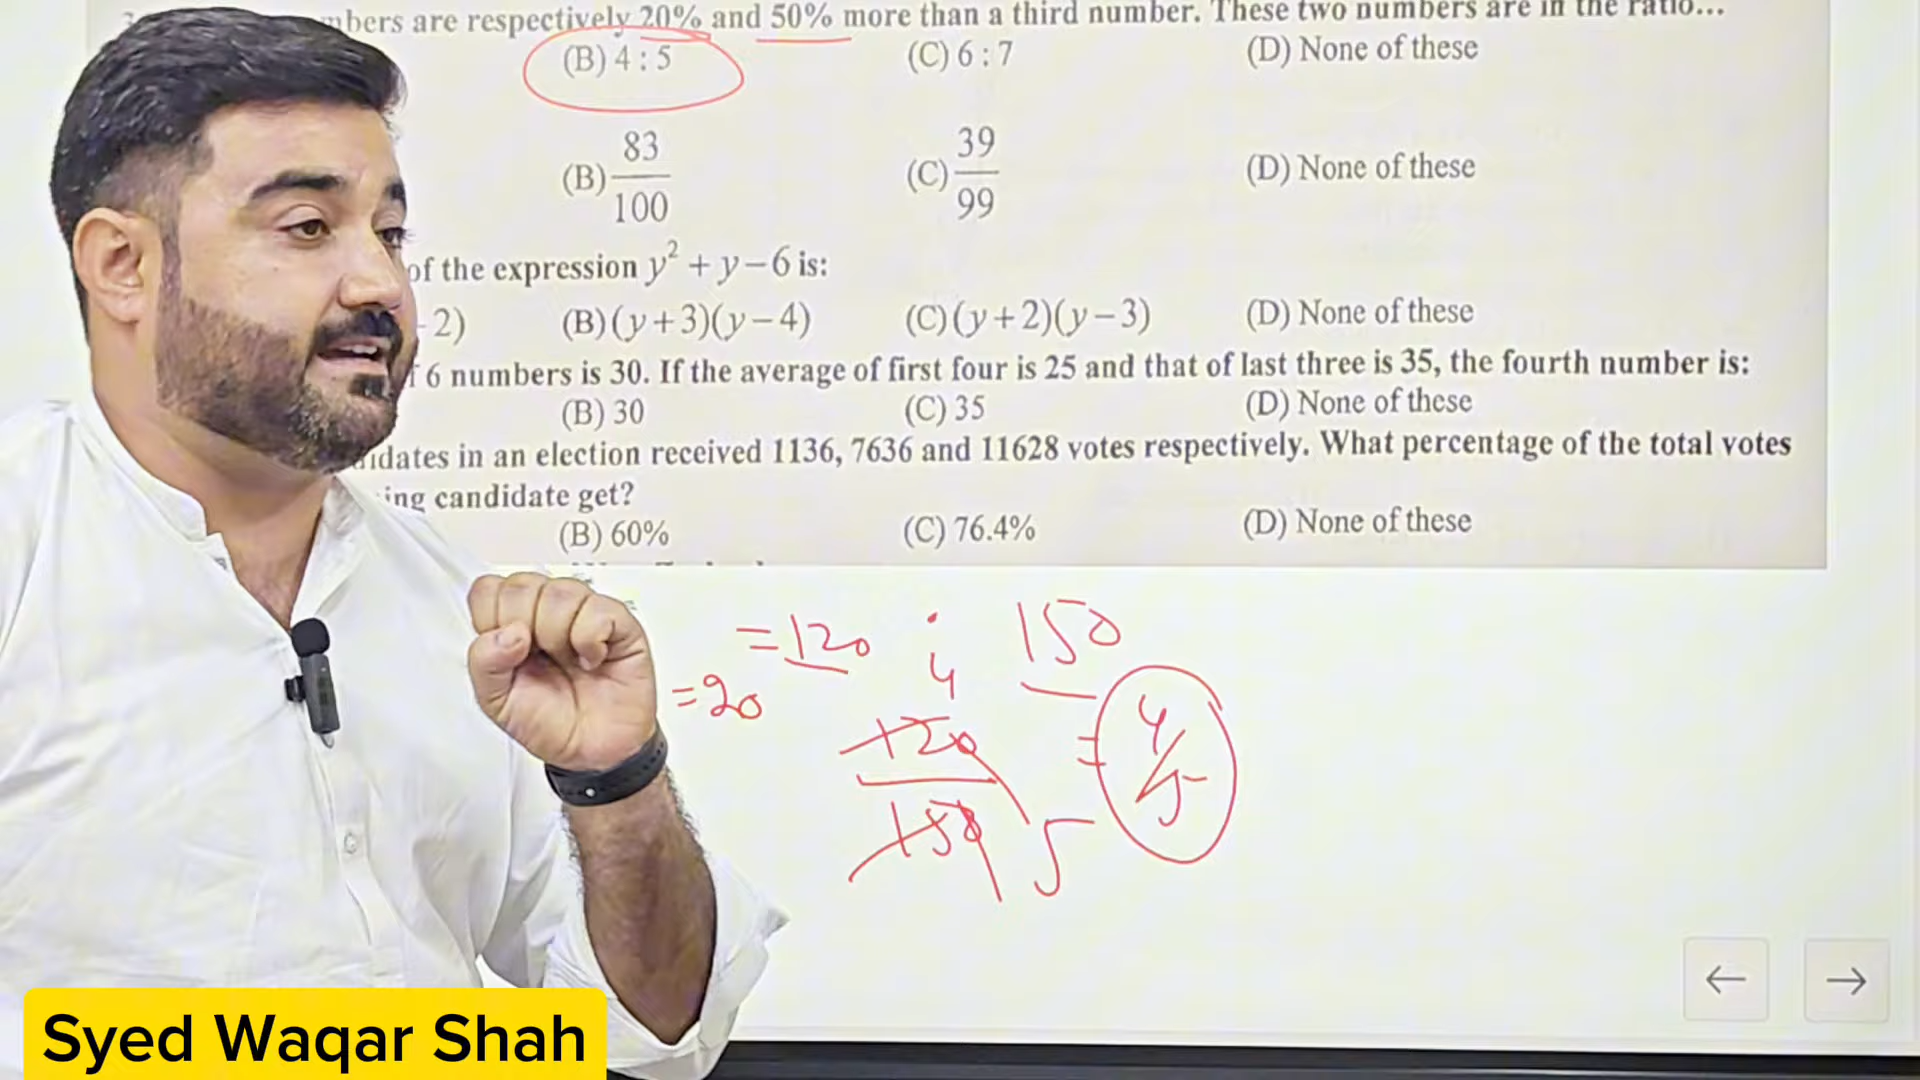 bers are respectively 20% and 50% more than a third number. These two numbers are in the ratio...
(B) 4 : 5 (C) 6 : 7 (D) None of these
(B) 83/100 (C) 39/99 (D) None of these
of the expression y² + y − 6 is:
2) (B) (y + 3)(y − 4) (C) (y + 2)(y − 3) (D) None of these
6 numbers is 30. If the average of first four is 25 and that of last three is 35, the fourth number is:
(B) 30 (C) 35 (D) None of these
idates in an election received 1136, 7636 and 11628 votes respectively. What percentage of the total votes
ing candidate get?
(B) 60% (C) 76.4% (D) None of these
= 120 : 150
= 20
4
120
150
5
= 4/5
Syed Waqar Shah
← →